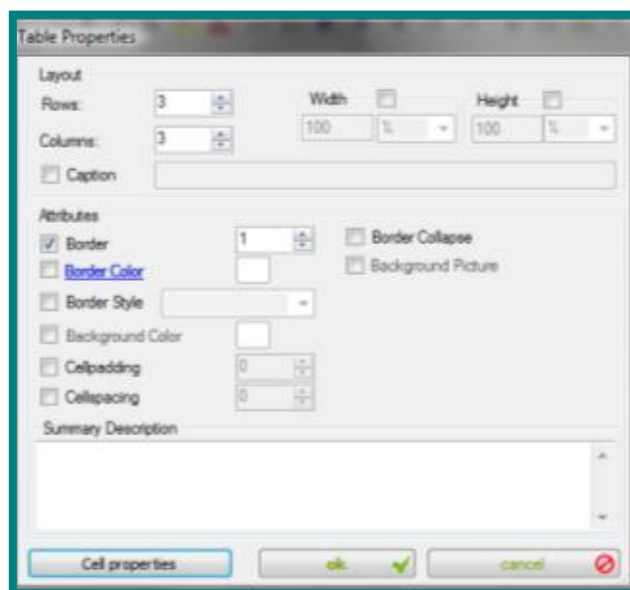 Table Properties
Layout
Rows: 3 Width Height
100 % 100 %
Columns: 3
Caption
Attributes
Border 1 Border Collapse
Border Color Background Picture
Border Style
Background Color
Cellpadding 0
Cellspacing 0
Summary Description
Cell properties ok cancel